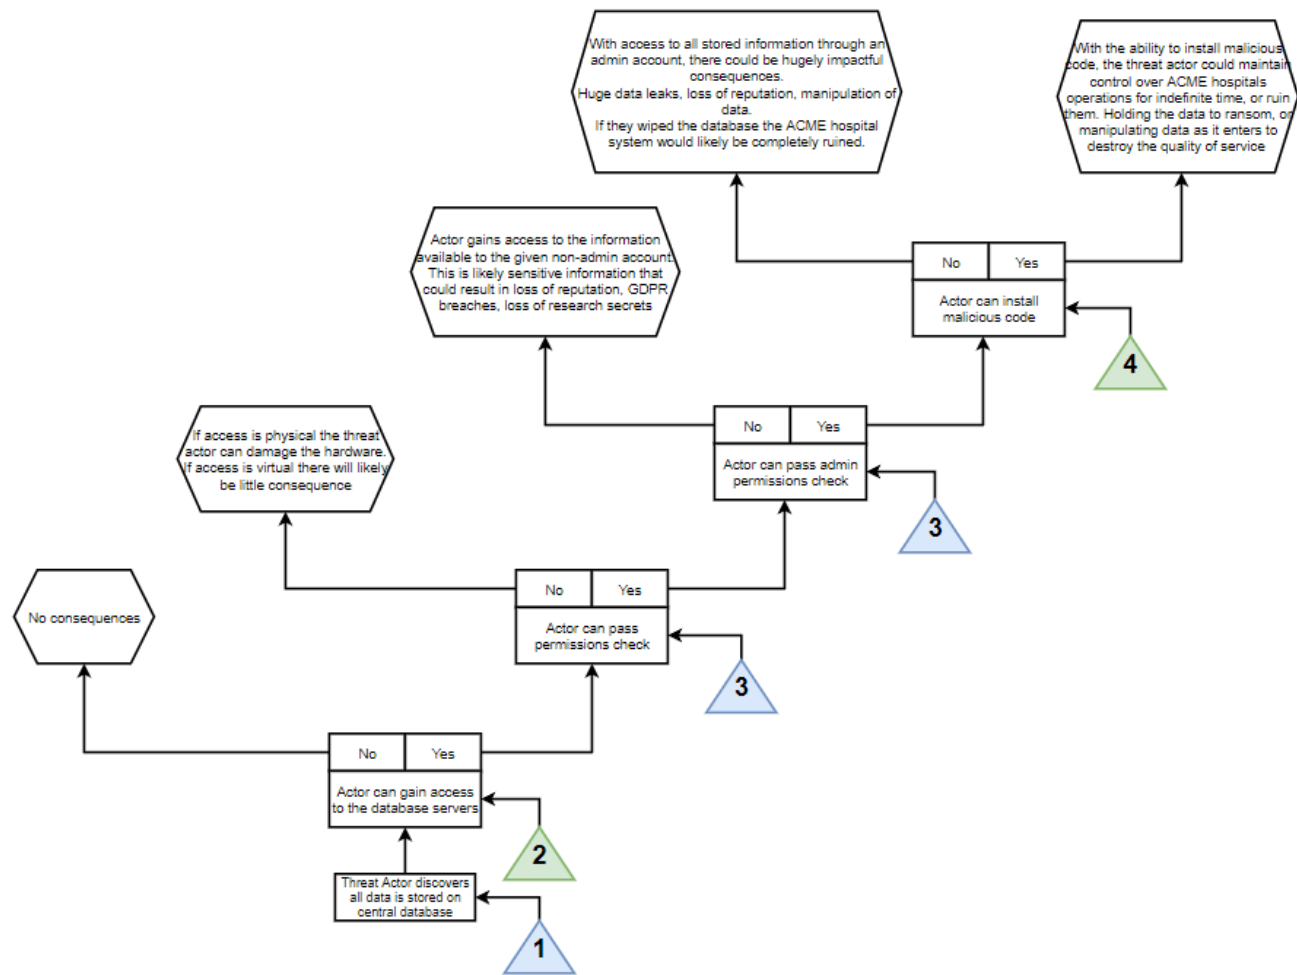 With access to all stored information through an
admin account, there could be hugely impactful
consequences.
Huge data leaks, loss of reputation, manipulation of
data.
If they wiped the database the ACME hospital
system would likely be completely ruined.
With the ability to install malicious
code, the threat actor could maintain
control over ACME hospitals
operations for indefinite time, or ruin
them. Holding the data to ransom, or
manipulating data as it enters to
destroy the quality of service
Actor gains access to the information
available to the given non-admin account.
This is likely sensitive information that
could result in loss of reputation, GDPR
breaches, loss of research secrets
No
Yes
Actor can install
malicious code
4
If access is physical the threat
actor can damage the hardware.
If access is virtual there will likely
be little consequence
No
Yes
Actor can pass admin
permissions check
3
No consequences
No
Yes
Actor can pass
permissions check
3
No
Yes
Actor can gain access
to the database servers
2
Threat Actor discovers
all data is stored on
central database
1